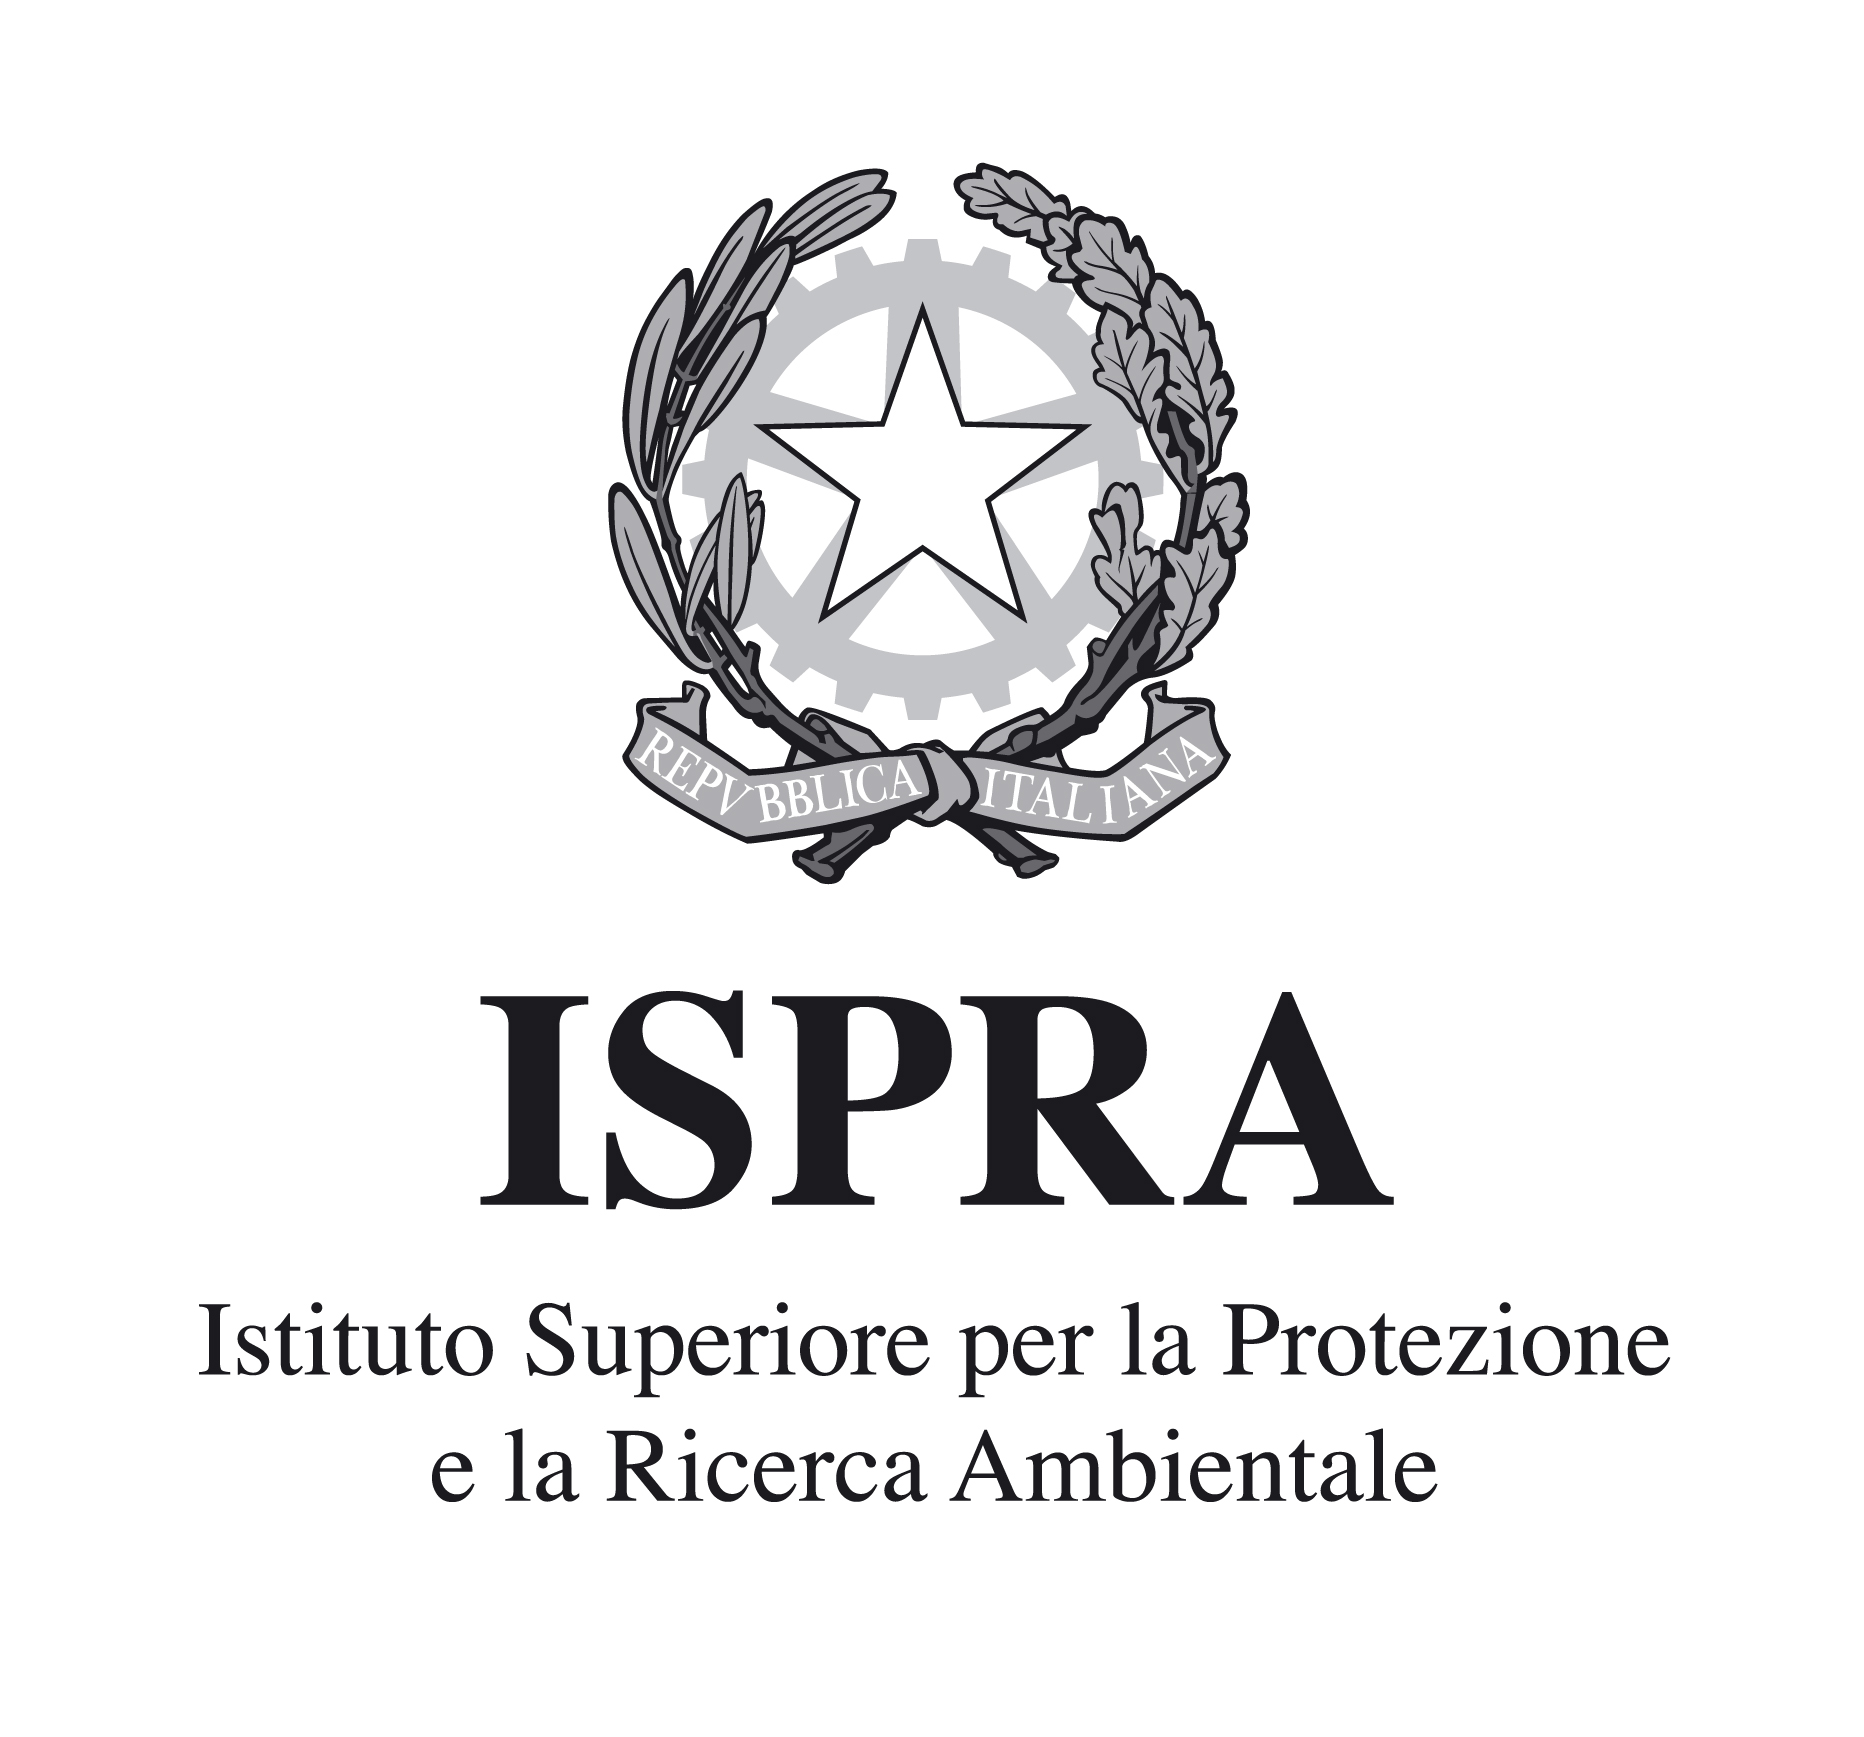 REPVBBLICA ITALIANA
ISPRA
Istituto Superiore per la Protezione
e la Ricerca Ambientale